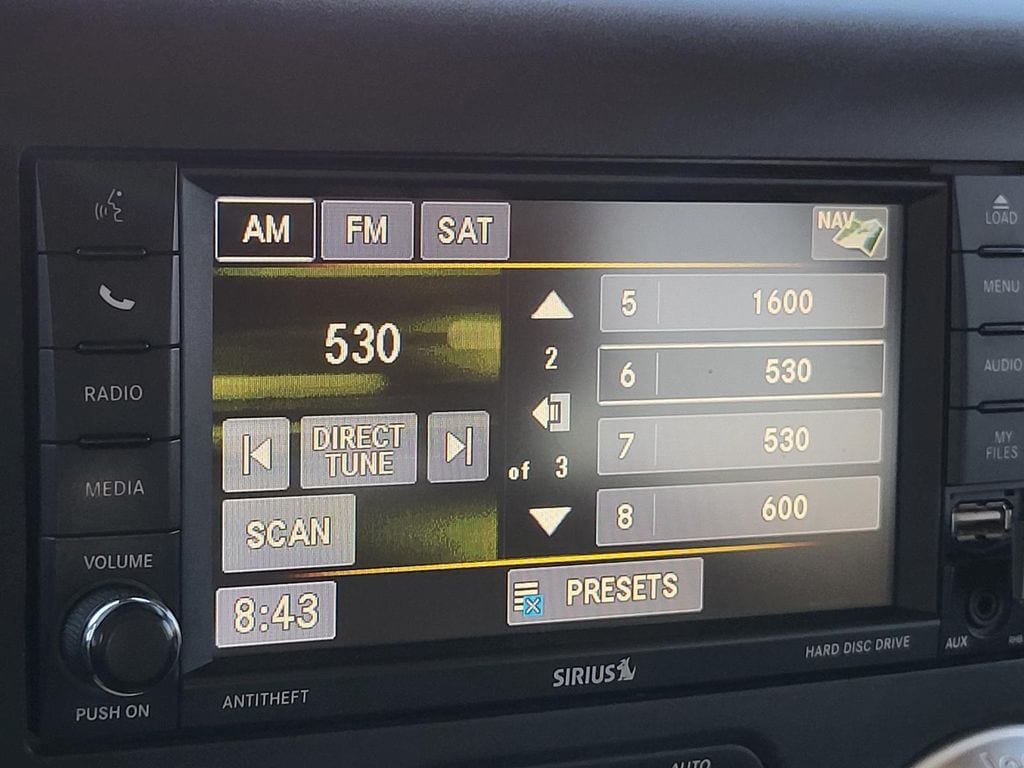 AM FM SAT NAV
LOAD
MENU
AUDIO
MY
FILES
RADIO
MEDIA
VOLUME
PUSH ON
530
DIRECT
TUNE
SCAN
8:43
2
of 3
5 1600
6 530
7 530
8 600
PRESETS
ANTITHEFT
SIRIUS
HARD DISC DRIVE
AUX
AUTO